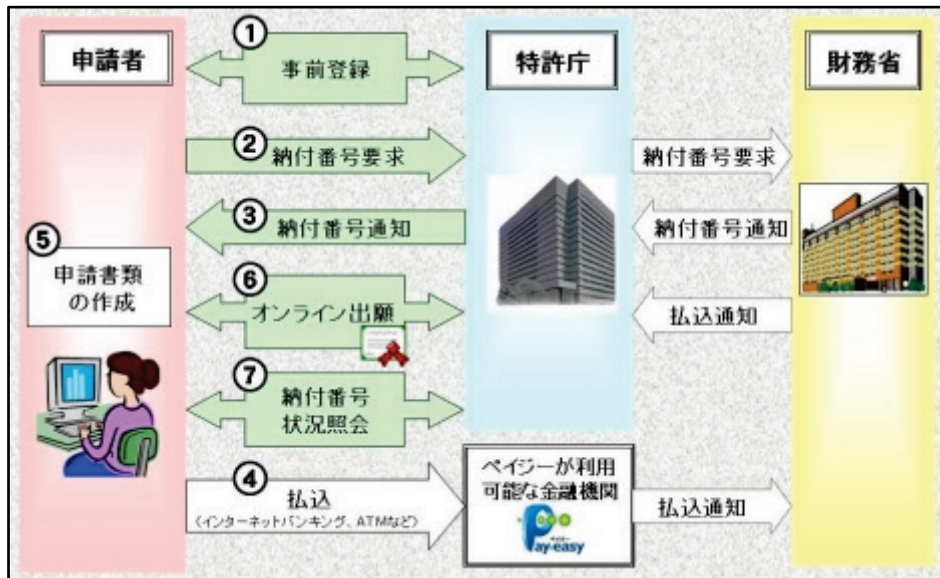 申請者
特許庁
財務省
①
事前登録
②
納付番号要求
納付番号要求
③
納付番号通知
納付番号通知
⑤
申請書類
の作成
⑥
オンライン出願
払込通知
⑦
納付番号
状況照会
④
払込
(インターネットバンキング、ATMなど)
ペイジーが利用
可能な金融機関
ペイジー
Pay-easy
払込通知